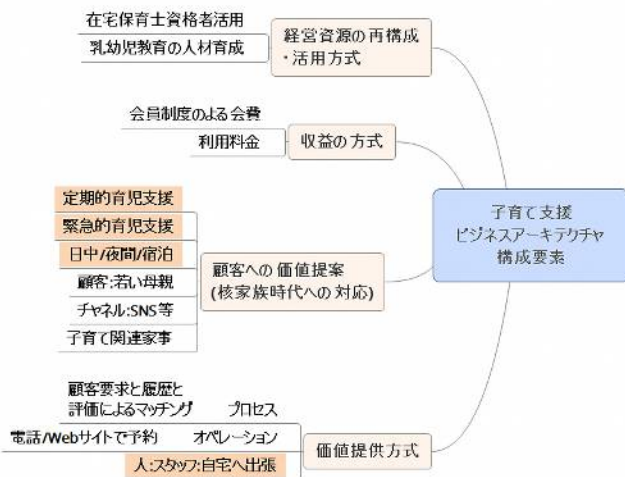 在宅保育士資格者活用
乳幼児教育の人材育成
経営資源の再構成
・活用方式
会員制度のよる会費
利用料金
収益の方式
定期的育児支援
緊急的育児支援
日中/夜間/宿泊
顧客:若い母親
チャネル:SNS等
子育て関連家事
顧客への価値提案
(核家族時代への対応)
子育て支援
ビジネスアーキテクチャ
構成要素
顧客要求と履歴と
評価によるマッチング プロセス
電話/Webサイトで予約 オペレーション
人:スタッフ:自宅へ出張
価値提供方式